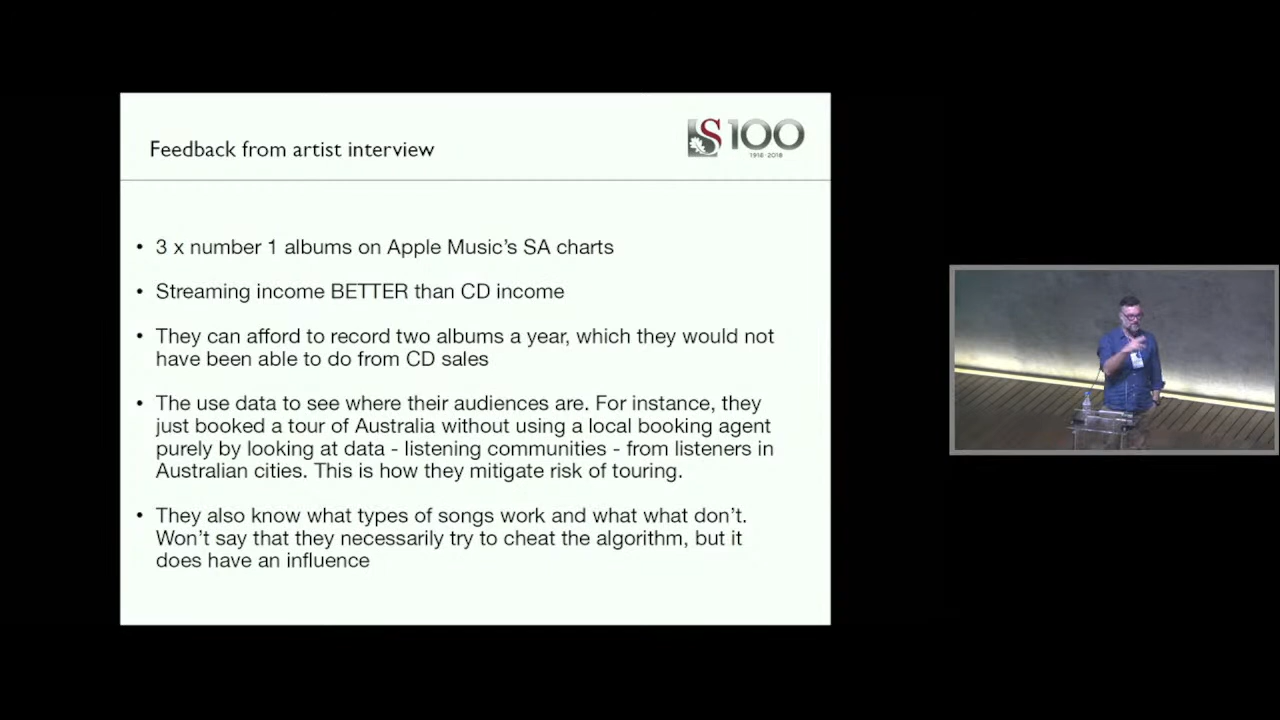 Feedback from artist interview
S100
1918·2018
• 3 x number 1 albums on Apple Music's SA charts
• Streaming income BETTER than CD income
• They can afford to record two albums a year, which they would not
have been able to do from CD sales
• The use data to see where their audiences are. For instance, they
just booked a tour of Australia without using a local booking agent
purely by looking at data - listening communities - from listeners in
Australian cities. This is how they mitigate risk of touring.
• They also know what types of songs work and what what don't.
Won't say that they necessarily try to cheat the algorithm, but it
does have an influence